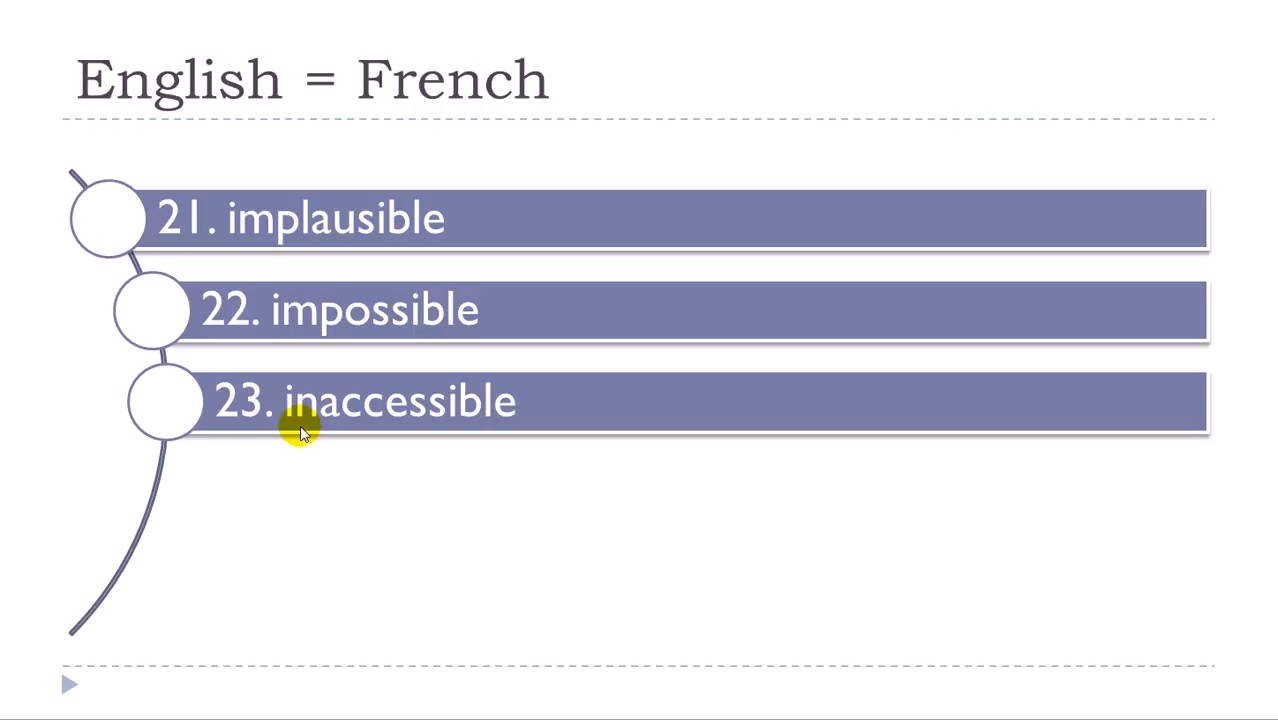 English = French
21. implausible
22. impossible
23. inaccessible